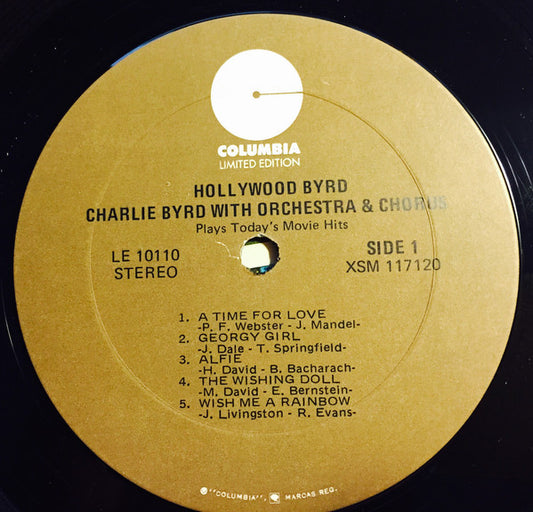 COLUMBIA
LIMITED EDITION
HOLLYWOOD BYRD
CHARLIE BYRD WITH ORCHESTRA & CHORUS
Plays Today's Movie Hits
LE 10110
STEREO
SIDE 1
XSM 117120
1. A TIME FOR LOVE
-P. F. Webster - J. Mandel-
2. GEORGY GIRL
-J. Dale - T. Springfield-
3. ALFIE
-H. David - B. Bacharach-
4. THE WISHING DOLL
-M. David - E. Bernstein-
5. WISH ME A RAINBOW
-J. Livingston - R. Evans-
® "COLUMBIA", MARCAS REG.